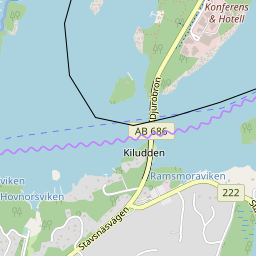 Konferens
& Hotell
Djuröbron
AB 686
Kiludden
Ramsmoraviken
viken
Hovnorsviken
222
Stavsnäsvägen